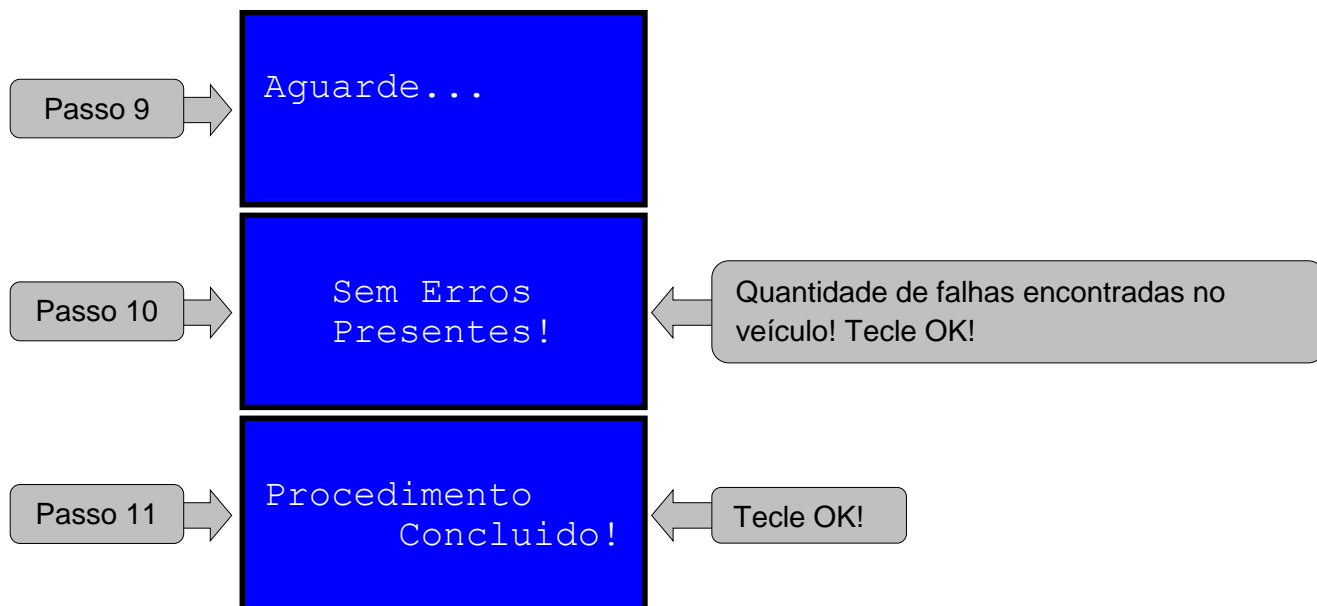 Passo 9
Aguarde...
Passo 10
Sem Erros
Presentes!
Quantidade de falhas encontradas no
veículo! Tecle OK!
Passo 11
Procedimento
Concluido!
Tecle OK!